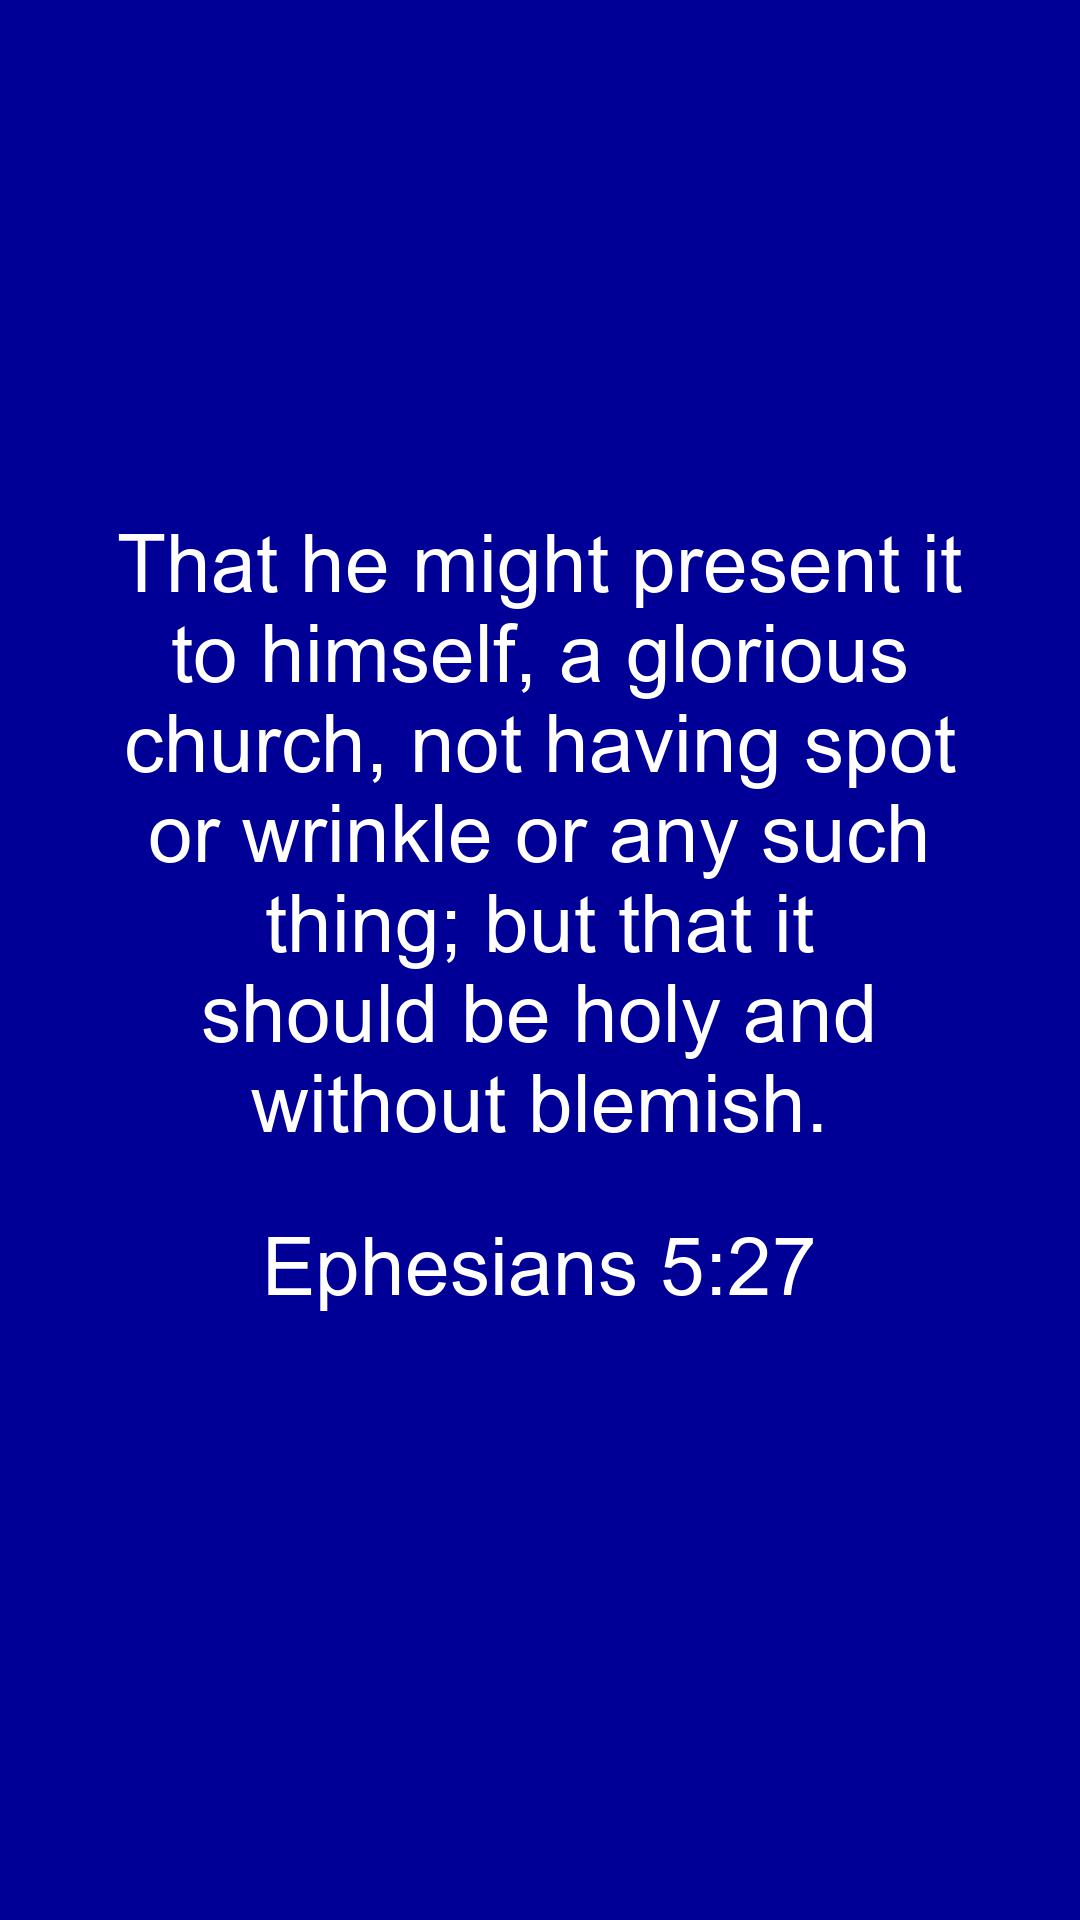 That he might present it
to himself, a glorious
church, not having spot
or wrinkle or any such
thing; but that it
should be holy and
without blemish.
Ephesians 5:27